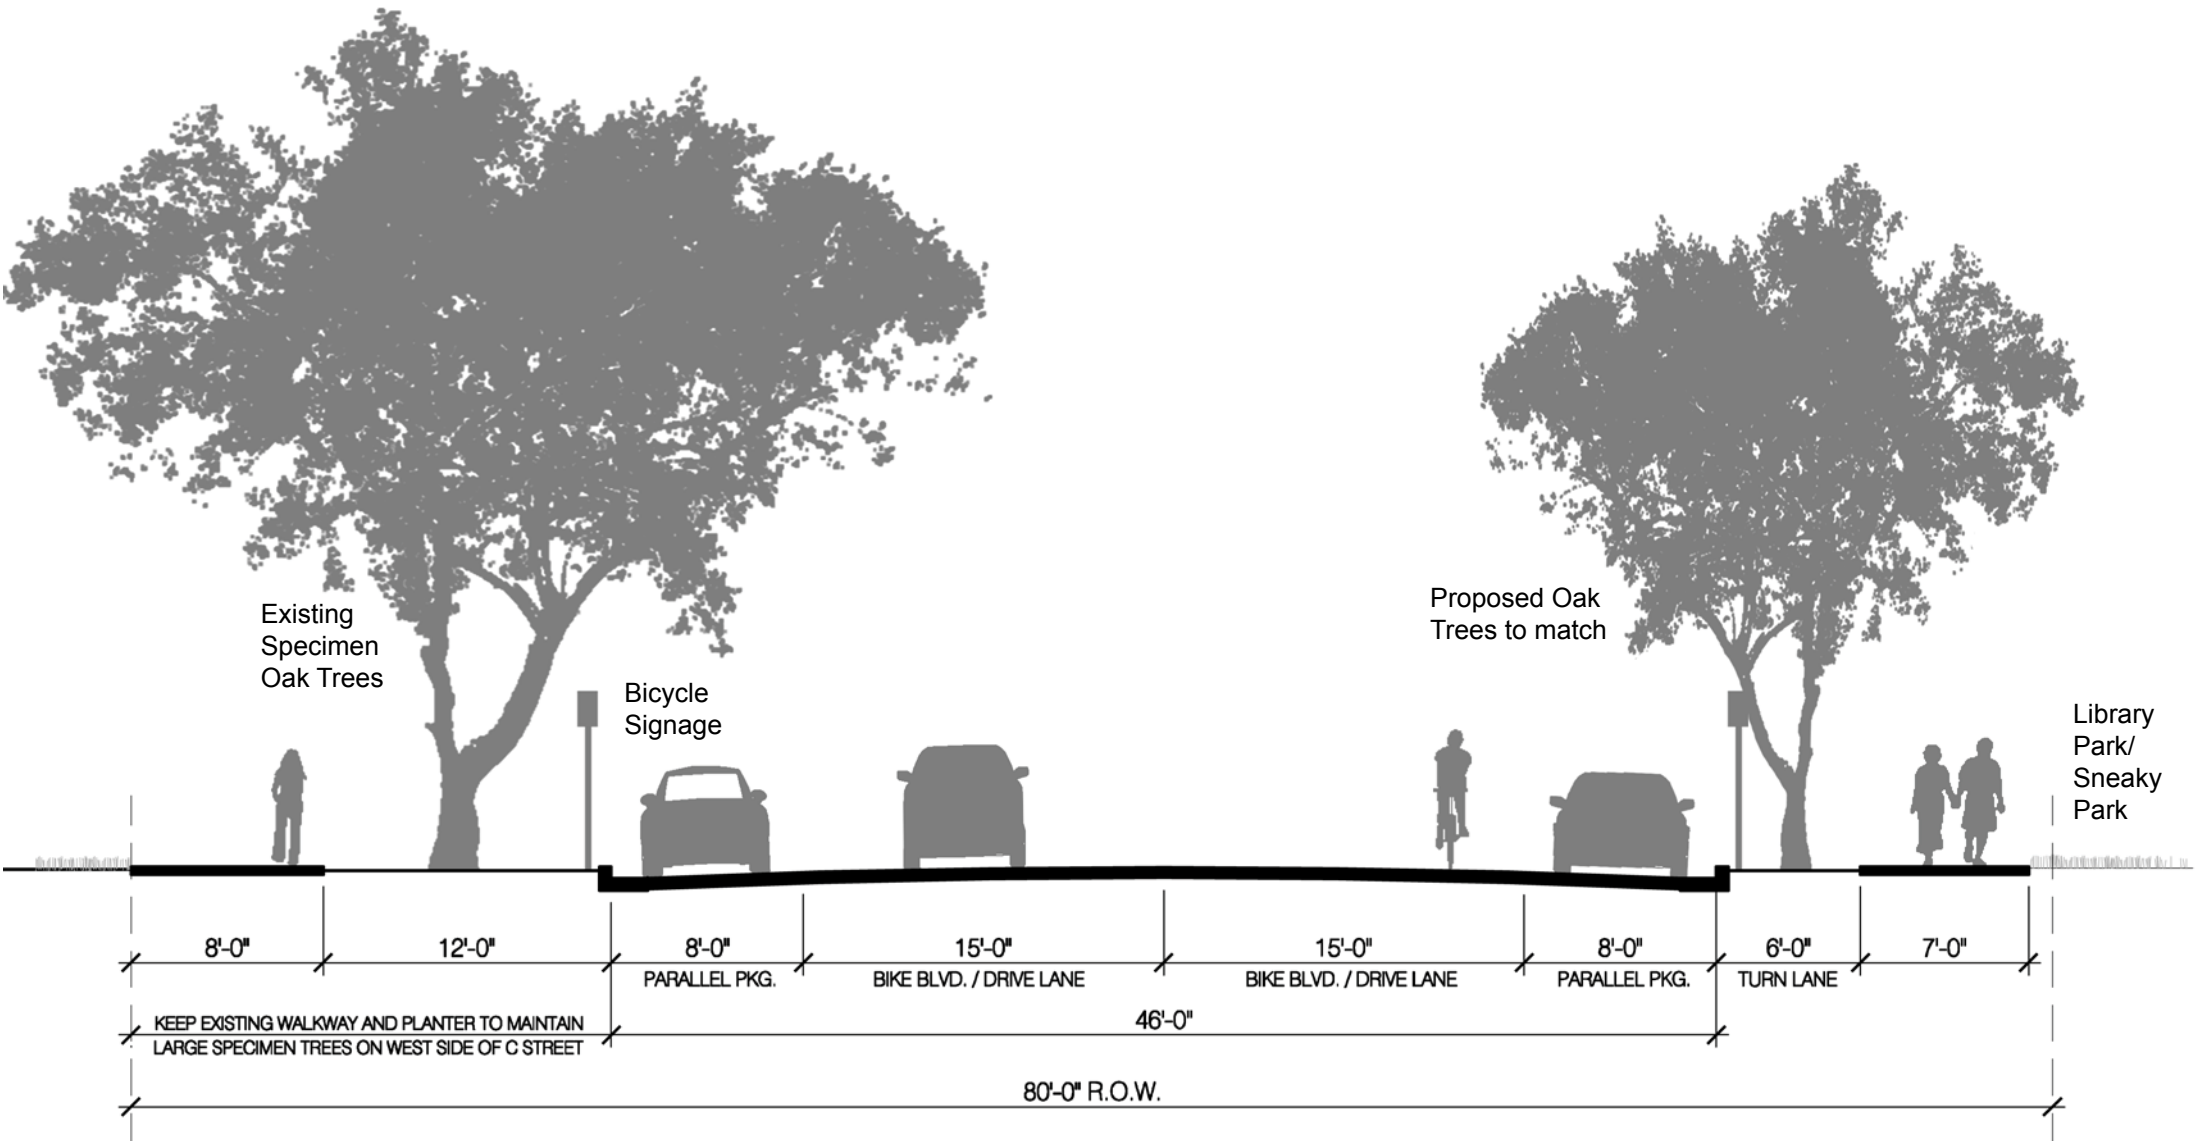 Existing
Specimen
Oak Trees
Bicycle
Signage
Proposed Oak
Trees to match
Library
Park/
Sneaky
Park
8'-0"
12'-0"
8'-0"
15'-0"
15'-0"
8'-0"
6'-0"
7'-0"
PARALLEL PKG.
BIKE BLVD. / DRIVE LANE
BIKE BLVD. / DRIVE LANE
PARALLEL PKG.
TURN LANE
KEEP EXISTING WALKWAY AND PLANTER TO MAINTAIN
LARGE SPECIMEN TREES ON WEST SIDE OF C STREET
46'-0"
80'-0" R.O.W.